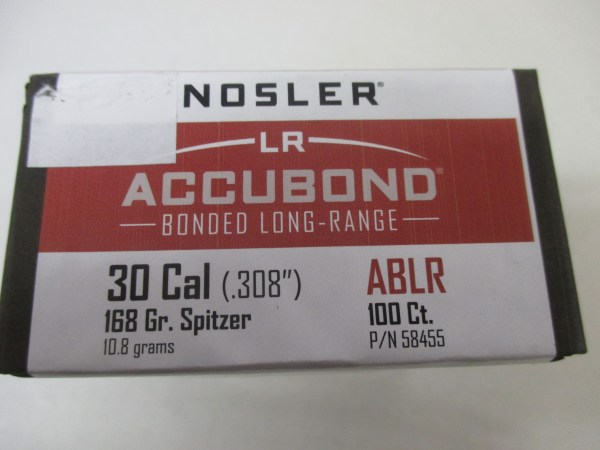 NOSLER®
LR
ACCUBOND®
BONDED LONG-RANGE
30 Cal (.308")
168 Gr. Spitzer
10.8 grams
ABLR
100 Ct.
P/N 58455